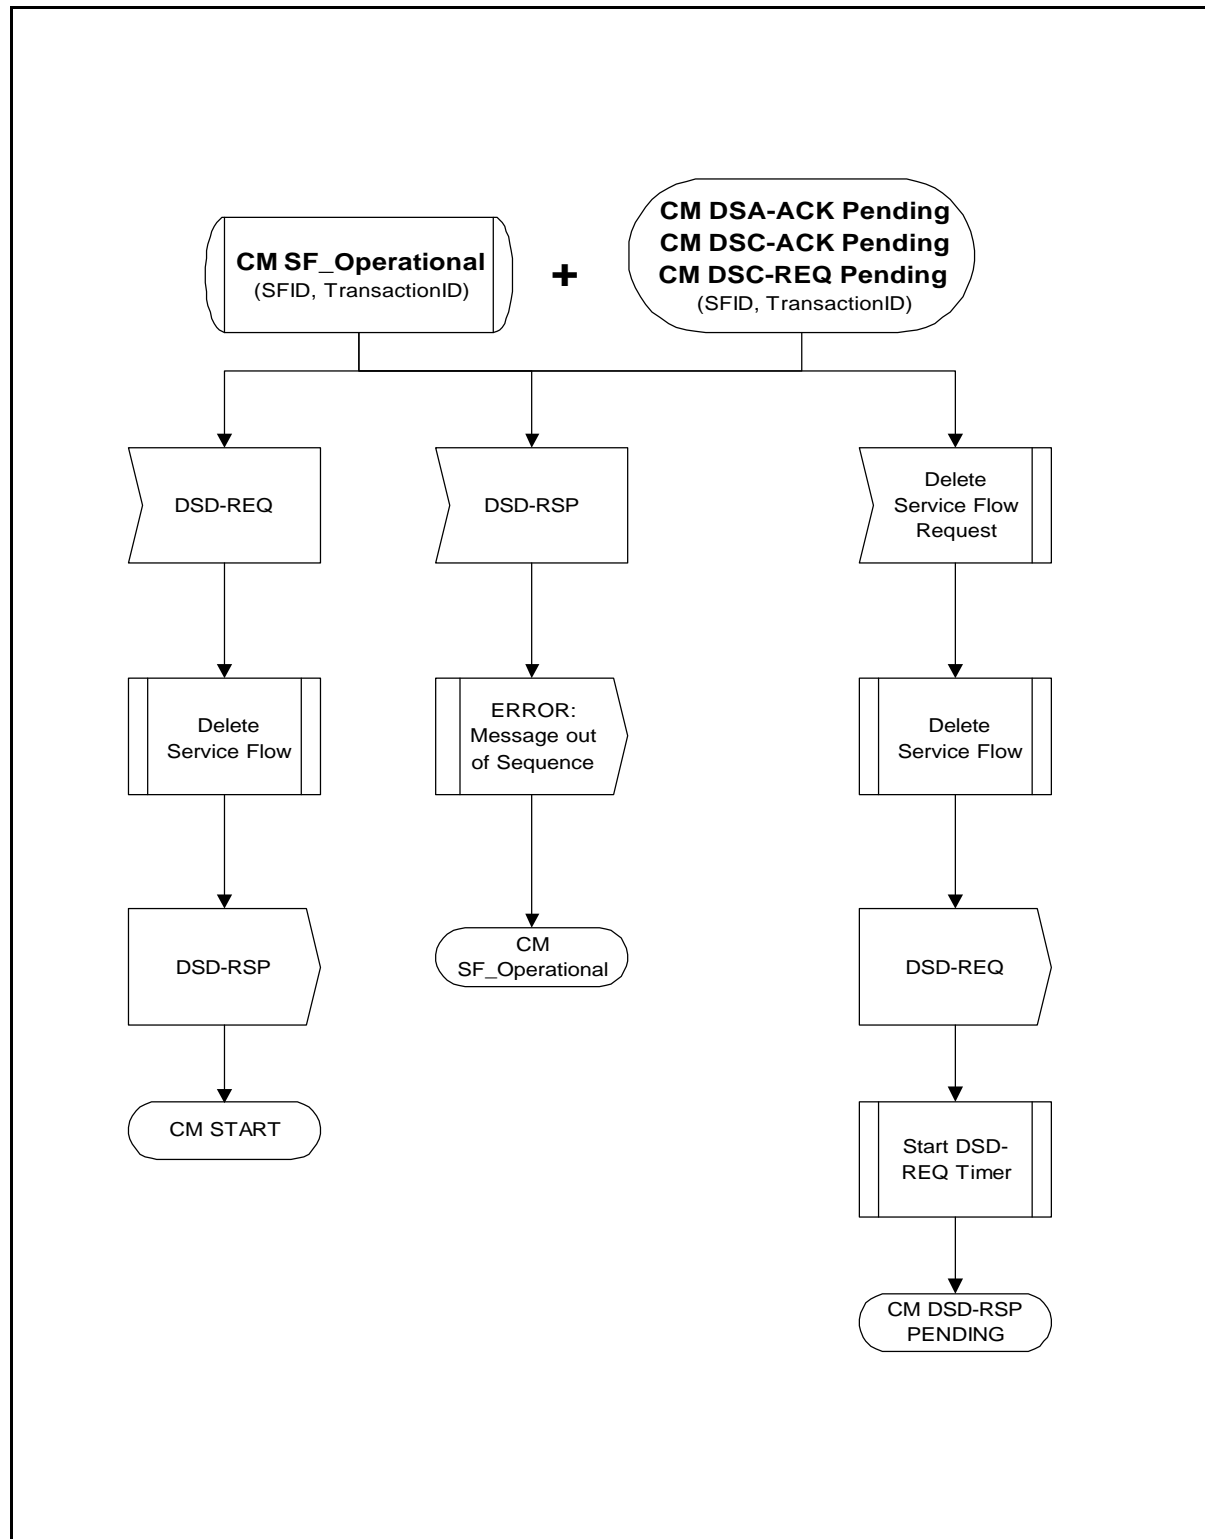 CM SF_Operational
(SFID, TransactionID)
+
CM DSA-ACK Pending
CM DSC-ACK Pending
CM DSC-REQ Pending
(SFID, TransactionID)
DSD-REQ
DSD-RSP
Delete
Service Flow
Request
Delete
Service Flow
ERROR:
Message out
of Sequence
Delete
Service Flow
DSD-RSP
CM
SF_Operational
DSD-REQ
CM START
Start DSD-
REQ Timer
CM DSD-RSP
PENDING